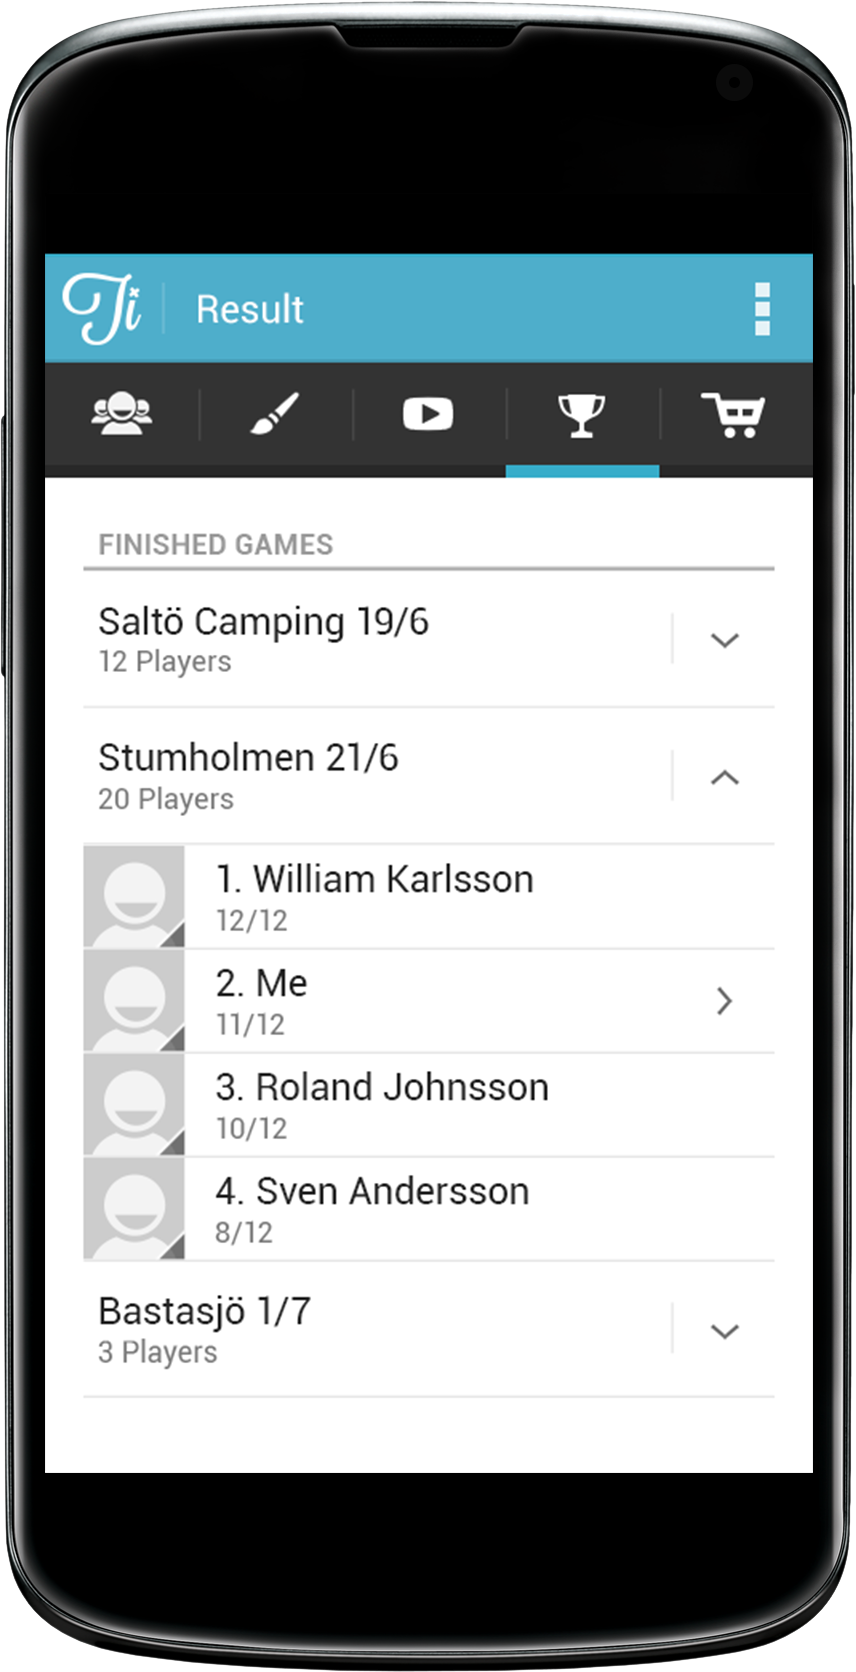 Ti
Result
FINISHED GAMES
Saltö Camping 19/6
12 Players
Stumholmen 21/6
20 Players
1. William Karlsson
12/12
2. Me
11/12
3. Roland Johnsson
10/12
4. Sven Andersson
8/12
Bastasjö 1/7
3 Players